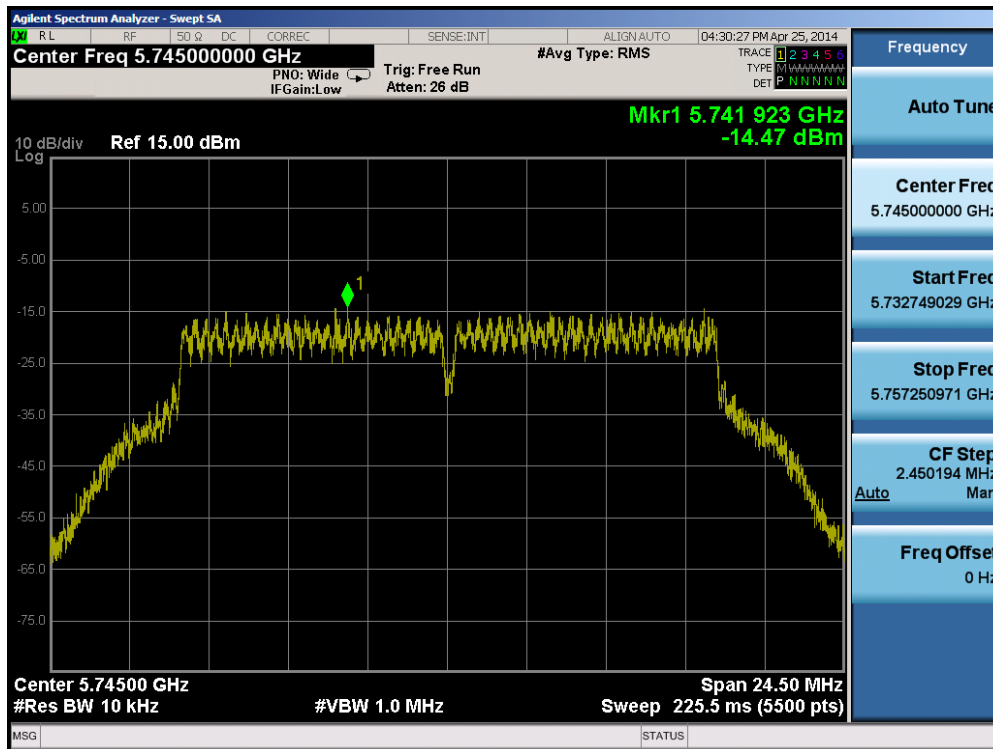 Agilent Spectrum Analyzer - Swept SA
LXI RL RF 50 Ω DC CORREC SENSE:INT ALIGN AUTO 04:30:27 PM Apr 25, 2014
Center Freq 5.745000000 GHz
PNO: Wide
IFGain:Low
Trig: Free Run
Atten: 26 dB
#Avg Type: RMS
TRACE 1 2 3 4 5 6
TYPE M WWWWW
DET P N N N N N
Mkr1 5.741 923 GHz
-14.47 dBm
10 dB/div Ref 15.00 dBm
Log
5.00
-5.00
-15.0
-25.0
-35.0
-45.0
-55.0
-65.0
-75.0
1
Center 5.74500 GHz Span 24.50 MHz
#Res BW 10 kHz #VBW 1.0 MHz Sweep 225.5 ms (5500 pts)
MSG STATUS
Frequency
Auto Tune
Center Freq
5.745000000 GHz
Start Freq
5.732749029 GHz
Stop Freq
5.757250971 GHz
CF Step
2.450194 MHz
Auto Man
Freq Offset
0 Hz